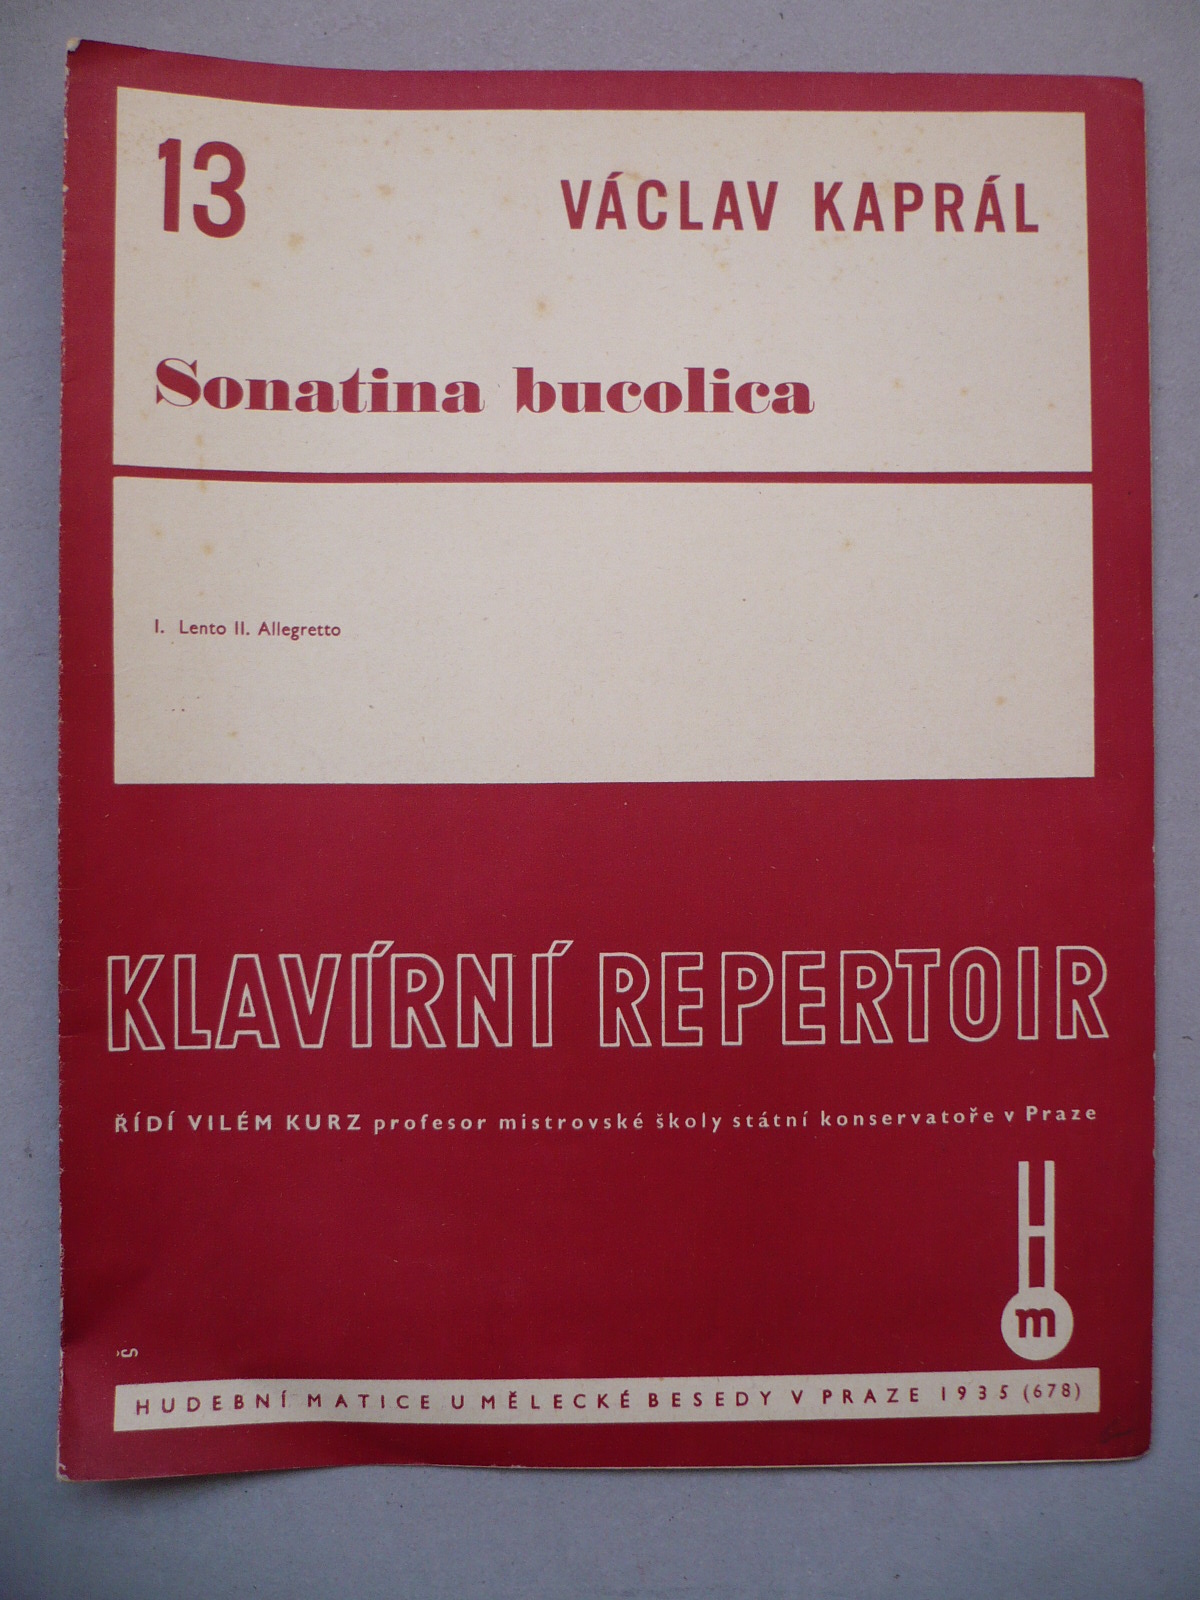 13
VÁCLAV KAPRÁL
Sonatina bucolica
I. Lento II. Allegretto
KLAVÍRNÍ REPERTOIR
ŘÍDÍ VILÉM KURZ profesor mistrovské školy státní konservatoře v Praze
H
m
HUDEBNÍ MATICE UMĚLECKÉ BESEDY V PRAZE 1935 (678)